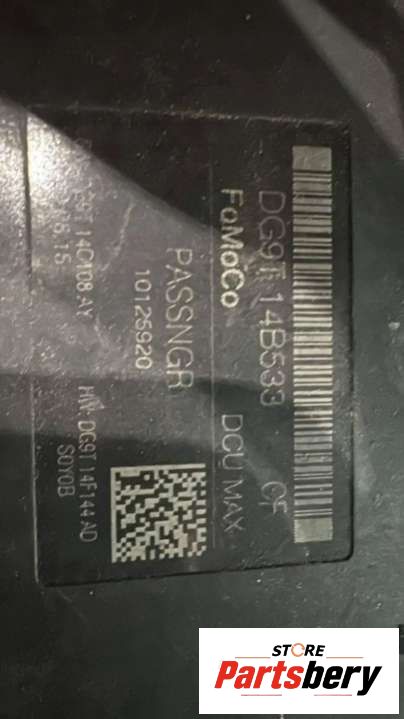 DG9T 14B533 CF
FoMoCo DCU MAX
PASSNGR
10125920
14C108 AY HW: DG9T 14F144 AD
S0Y0B
STORE
Partsbery